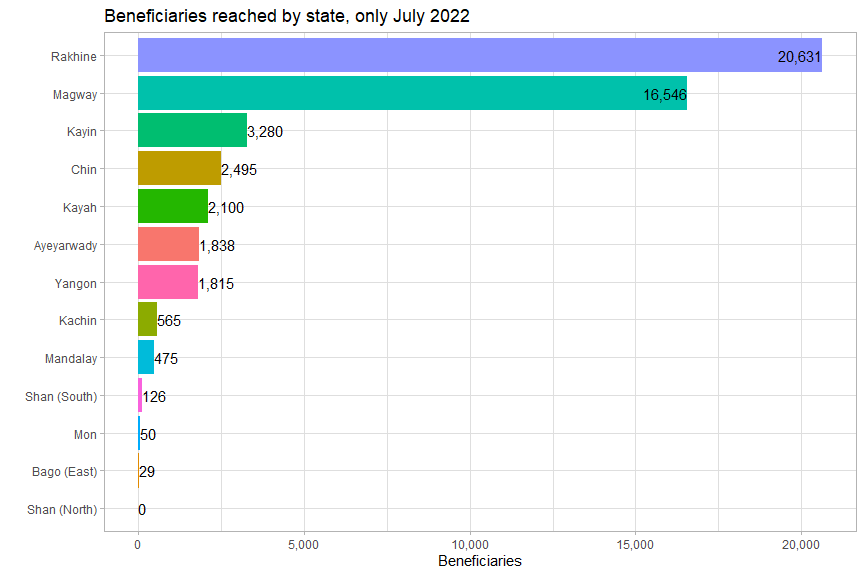 Beneficiaries reached by state, only July 2022
Rakhine 20,631
Magway 16,546
Kayin 3,280
Chin 2,495
Kayah 2,100
Ayeyarwady 1,838
Yangon 1,815
Kachin 565
Mandalay 475
Shan (South) 126
Mon 50
Bago (East) 29
Shan (North) 0
0 5,000 10,000 15,000 20,000
Beneficiaries